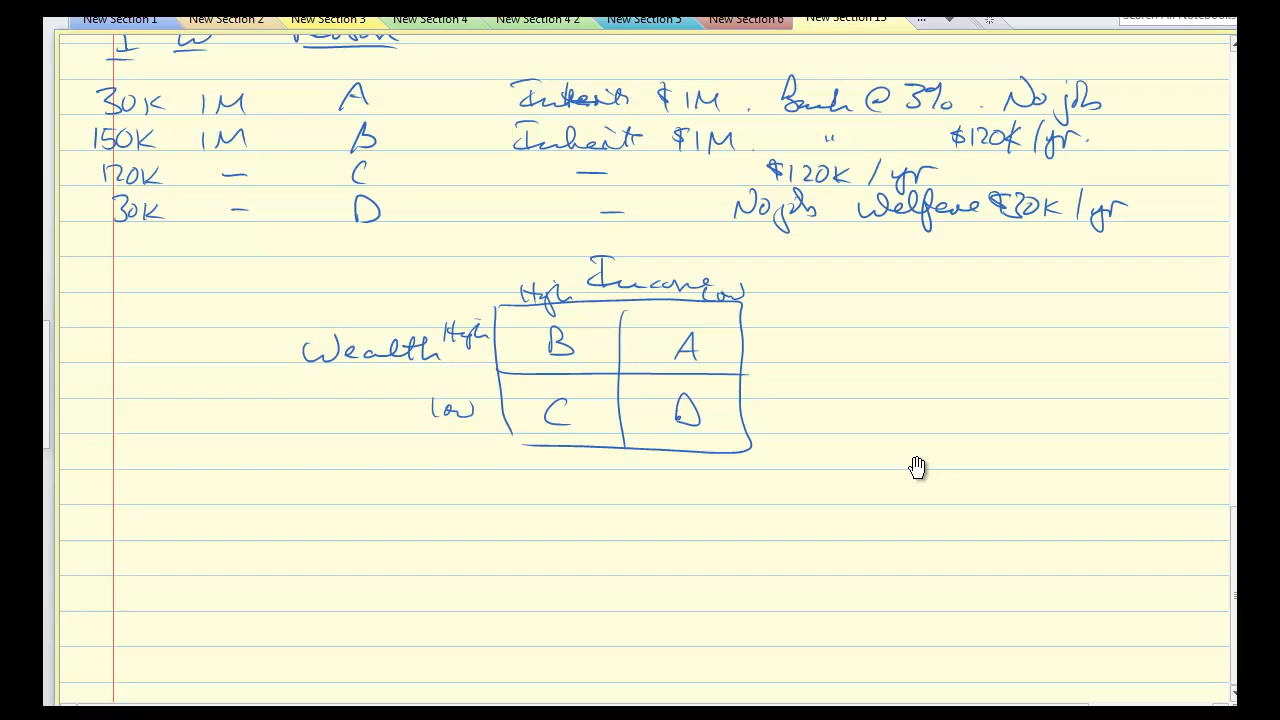 New Section 1 New Section 2 New Section 3 New Section 4 New Section 4 2 New Section 5 New Section 6 New Section 15 ...
I W Person
30K 1M A Inherit $1M. Bank @ 3%. No job
150K 1M B Inherit $1M. " $120K/yr.
120K – C – $120K / yr
30K – D – No job Welfare $30K / yr
Income
High Low
Wealth High B A
Low C D